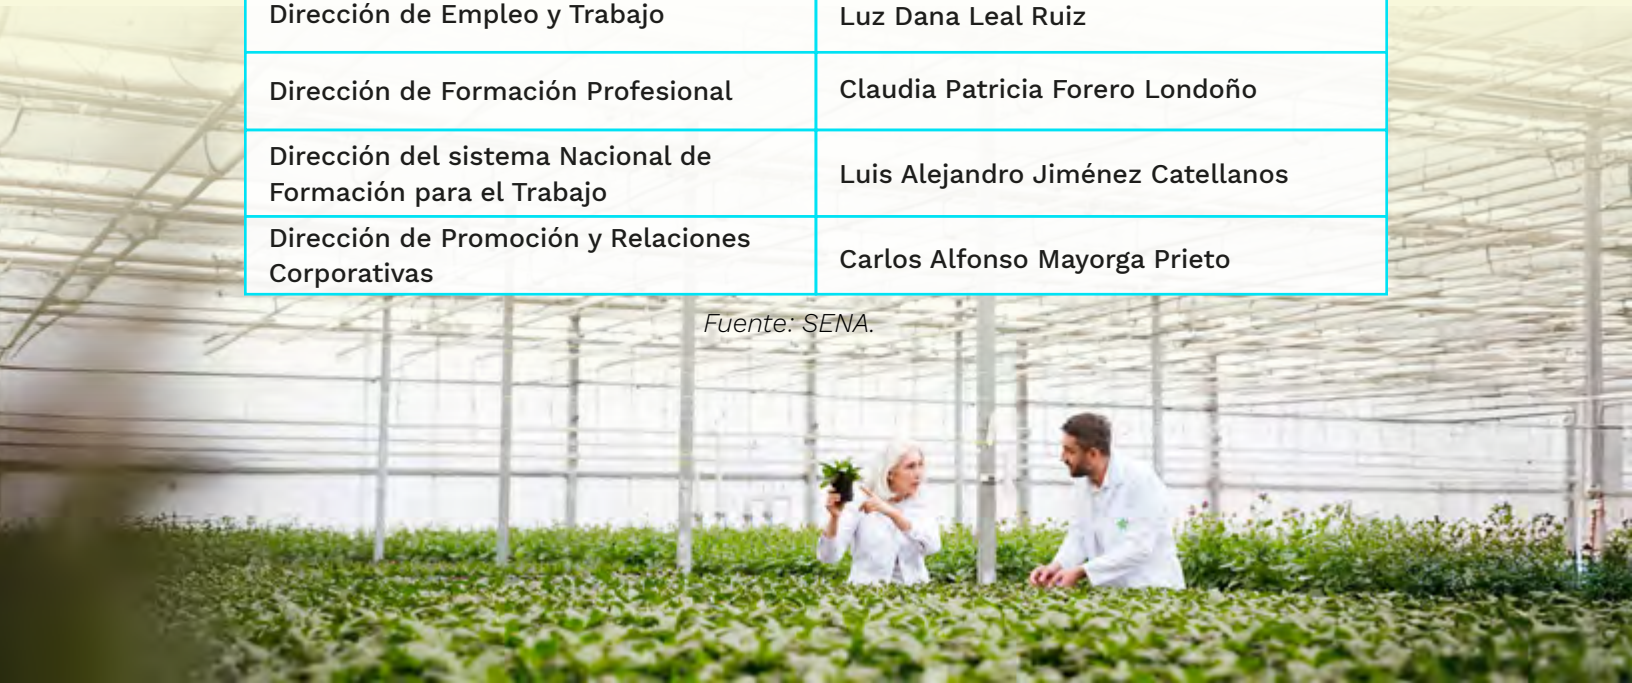 Dirección de Empleo y Trabajo
Luz Dana Leal Ruiz
Dirección de Formación Profesional
Claudia Patricia Forero Londoño
Dirección del sistema Nacional de
Formación para el Trabajo
Luis Alejandro Jiménez Catellanos
Dirección de Promoción y Relaciones
Corporativas
Carlos Alfonso Mayorga Prieto
Fuente: SENA.